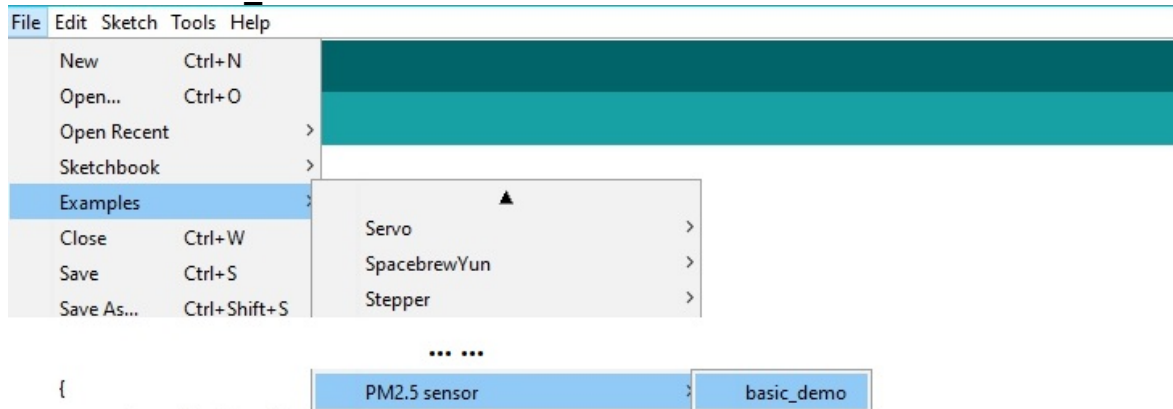 File Edit Sketch Tools Help
New Ctrl+N
Open... Ctrl+O
Open Recent >
Sketchbook >
Examples >
Close Ctrl+W
Servo >
Save Ctrl+S
SpacebrewYun >
Save As... Ctrl+Shift+S
Stepper >
... ...
{
PM2.5 sensor >
basic_demo